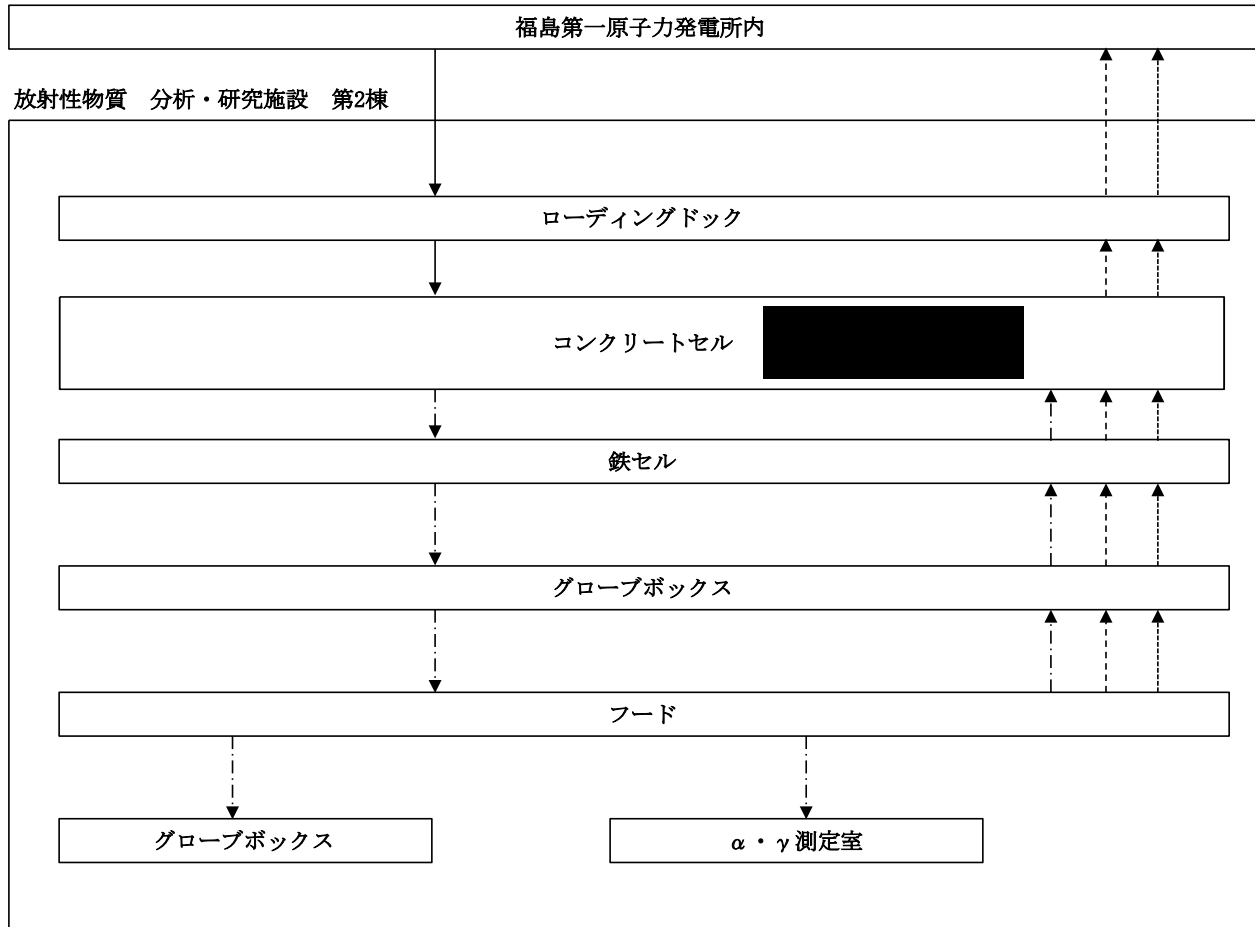 福島第一原子力発電所内
放射性物質　分析・研究施設　第2棟
ローディングドック
コンクリートセル
鉄セル
グローブボックス
フード
グローブボックス
α・γ測定室